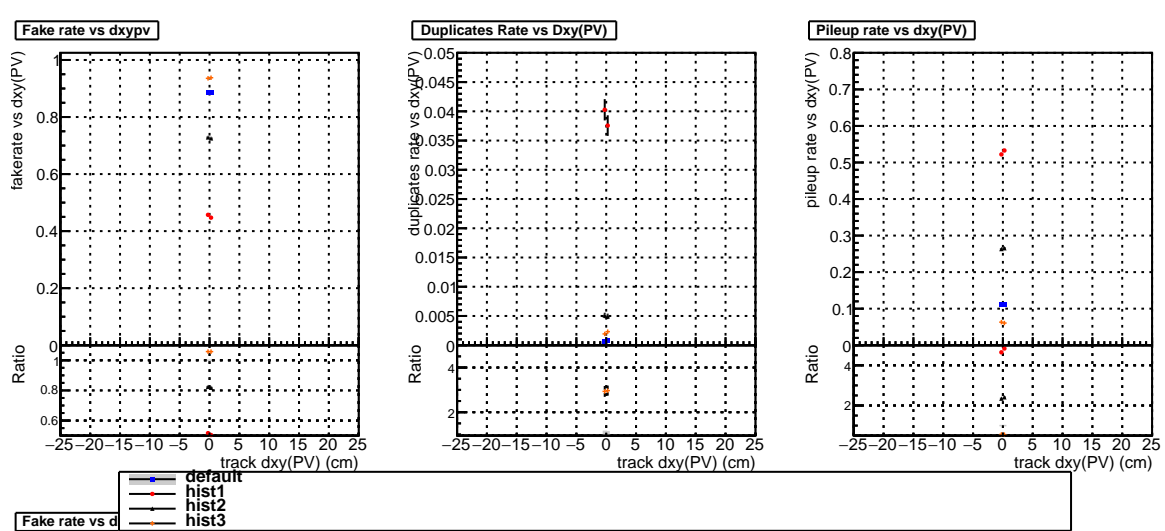 Fake rate vs dxypv
Duplicates Rate vs Dxy(PV)
Pileup rate vs dxy(PV)
fakerate vs dxy(PV)
1
0.8
0.6
0.4
0.2
0
Ratio
1
0.8
0.6
−25 −20 −15 −10 −5 0 5 10 15 20 25
track dxy(PV) (cm)
duplicates rate vs dxy(PV)
0.05
0.045
0.04
0.035
0.03
0.025
0.02
0.015
0.01
0.005
0
Ratio
4
2
−25 −20 −15 −10 −5 0 5 10 15 20 25
track dxy(PV) (cm)
pileup rate vs dxy(PV)
0.8
0.7
0.6
0.5
0.4
0.3
0.2
0.1
0
Ratio
4
2
−25 −20 −15 −10 −5 0 5 10 15 20 25
track dxy(PV) (cm)
default
hist1
hist2
hist3
Fake rate vs d